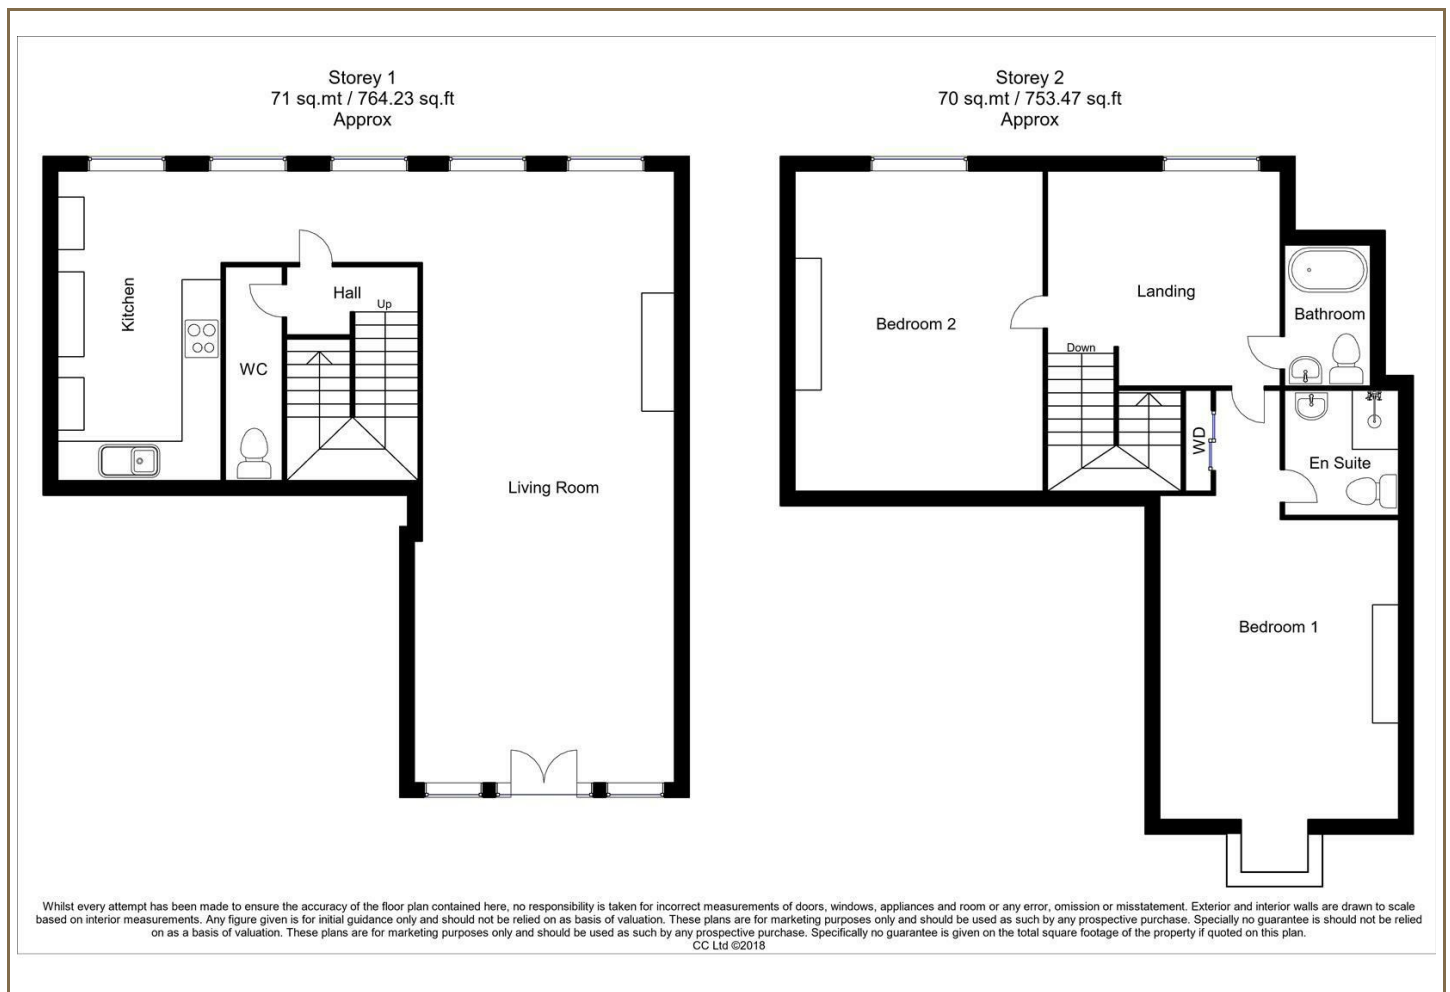 Storey 1
71 sq.mt / 764.23 sq.ft
Approx
Kitchen
Hall
Up
WC
Living Room
Storey 2
70 sq.mt / 753.47 sq.ft
Approx
Bedroom 2
Landing
Bathroom
Down
WD
En Suite
Bedroom 1
Whilst every attempt has been made to ensure the accuracy of the floor plan contained here, no responsibility is taken for incorrect measurements of doors, windows, appliances and room or any error, omission or misstatement. Exterior and interior walls are drawn to scale
based on interior measurements. Any figure given is for initial guidance only and should not be relied on as basis of valuation. These plans are for marketing purposes only and should be used as such by any prospective purchase. Specially no guarantee is should not be relied
on as a basis of valuation. These plans are for marketing purposes only and should be used as such by any prospective purchase. Specifically no guarantee is given on the total square footage of the property if quoted on this plan.
CC Ltd ©2018